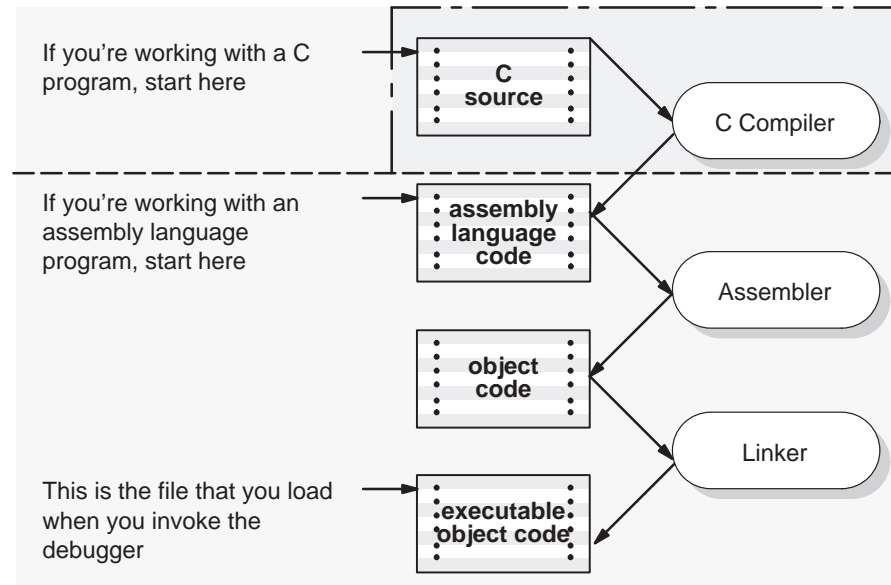 If you're working with a C
program, start here
C
source
C Compiler
If you're working with an
assembly language
program, start here
assembly
language
code
Assembler
object
code
Linker
This is the file that you load
when you invoke the
debugger
executable
object code